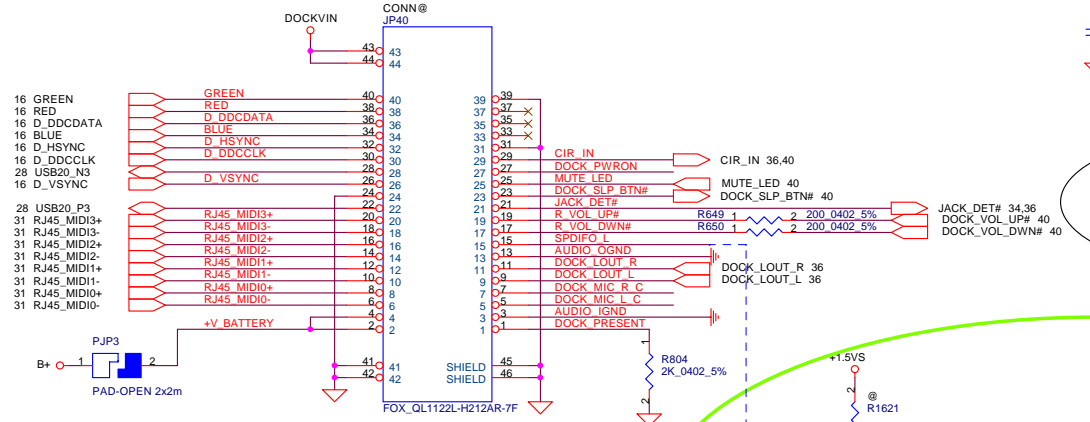 CONN@
DOCKVIN JP40
43 43
44 44
16 GREEN GREEN 40 40 39 39
16 RED RED 38 38 37 37
16 D_DDCDATA D_DDCDATA 36 36 35 35
16 BLUE BLUE 34 34 33 33
16 D_HSYNC D_HSYNC 32 32 31 31
16 D_DDCCLK D_DDCCLK 30 30 29 29 CIR_IN CIR_IN 36,40
28 USB20_N3 28 28 27 27 DOCK_PWRON
16 D_VSYNC D_VSYNC 26 26 25 25 MUTE_LED MUTE_LED 40
24 24 23 23 DOCK_SLP_BTN# DOCK_SLP_BTN# 40
28 USB20_P3 22 22 21 21 JACK_DET# JACK_DET# 34,36
31 RJ45_MIDI3+ RJ45_MIDI3+ 20 20 19 19 R_VOL_UP# R649 1 2 200_0402_5% DOCK_VOL_UP# 40
31 RJ45_MIDI3- RJ45_MIDI3- 18 18 17 17 R_VOL_DWN# R650 1 2 200_0402_5% DOCK_VOL_DWN# 40
31 RJ45_MIDI2+ RJ45_MIDI2+ 16 16 15 15 SPDIFO_L
31 RJ45_MIDI2- RJ45_MIDI2- 14 14 13 13 AUDIO_OGND
31 RJ45_MIDI1+ RJ45_MIDI1+ 12 12 11 11 DOCK_LOUT_R DOCK_LOUT_R 36
31 RJ45_MIDI1- RJ45_MIDI1- 10 10 9 9 DOCK_LOUT_L DOCK_LOUT_L 36
31 RJ45_MIDI0+ RJ45_MIDI0+ 8 8 7 7 DOCK_MIC_R_C
31 RJ45_MIDI0- RJ45_MIDI0- 6 6 5 5 DOCK_MIC_L_C
4 4 3 3 AUDIO_IGND
+V_BATTERY 2 2 1 1 DOCK_PRESENT
PJP3 1
B+ 1 2 41 41 SHIELD 45 R804 +1.5VS
42 42 SHIELD 46 2K_0402_5%
PAD-OPEN 2x2m 2 2 @
FOX_QL1122L-H212AR-7F R1621